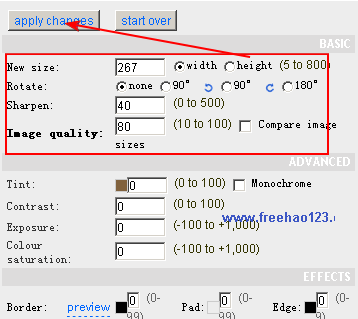 apply changes start over
BASIC
New size: 267 width height (5 to 800)
Rotate: none 90° 90° 180°
Sharpen: 40 (0 to 500)
Image quality: 80 (10 to 100) Compare image
sizes
ADVANCED
Tint: 0 (0 to 100) Monochrome
Contrast: 0 (0 to 100)
www.freehao123.
Exposure: 0 (-100 to +1,000)
Colour
saturation: 0 (-100 to +1,000)
EFFECTS
Border: preview 0 (0-99) Pad: 0 (0-99) Edge: 0 (0-99)